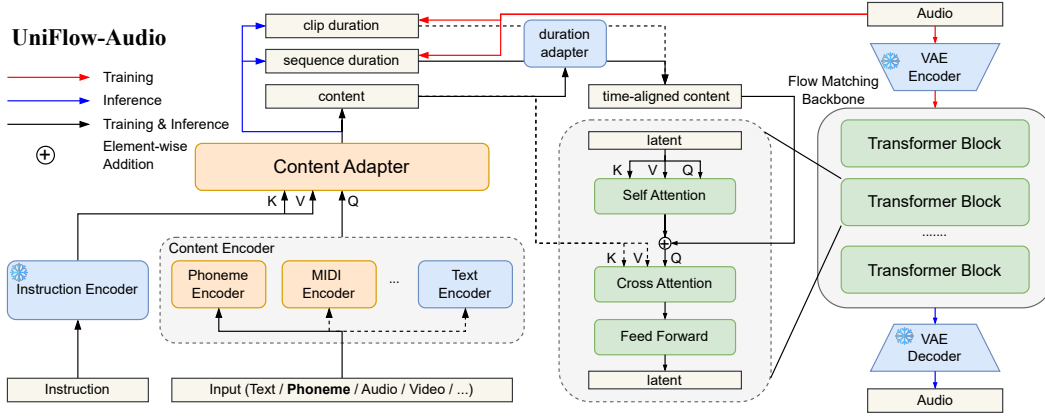 UniFlow-Audio
Training
Inference
Training & Inference
Element-wise
Addition
clip duration
sequence duration
content
duration
adapter
time-aligned content
Audio
VAE
Encoder
Flow Matching
Backbone
Content Adapter
K
V
Q
Instruction Encoder
Instruction
Content Encoder
Phoneme
Encoder
MIDI
Encoder
...
Text
Encoder
Input (Text / Phoneme / Audio / Video / ...)
latent
K
V
Q
Self Attention
K
V
Q
Cross Attention
Feed Forward
latent
Transformer Block
Transformer Block
.......
Transformer Block
VAE
Decoder
Audio